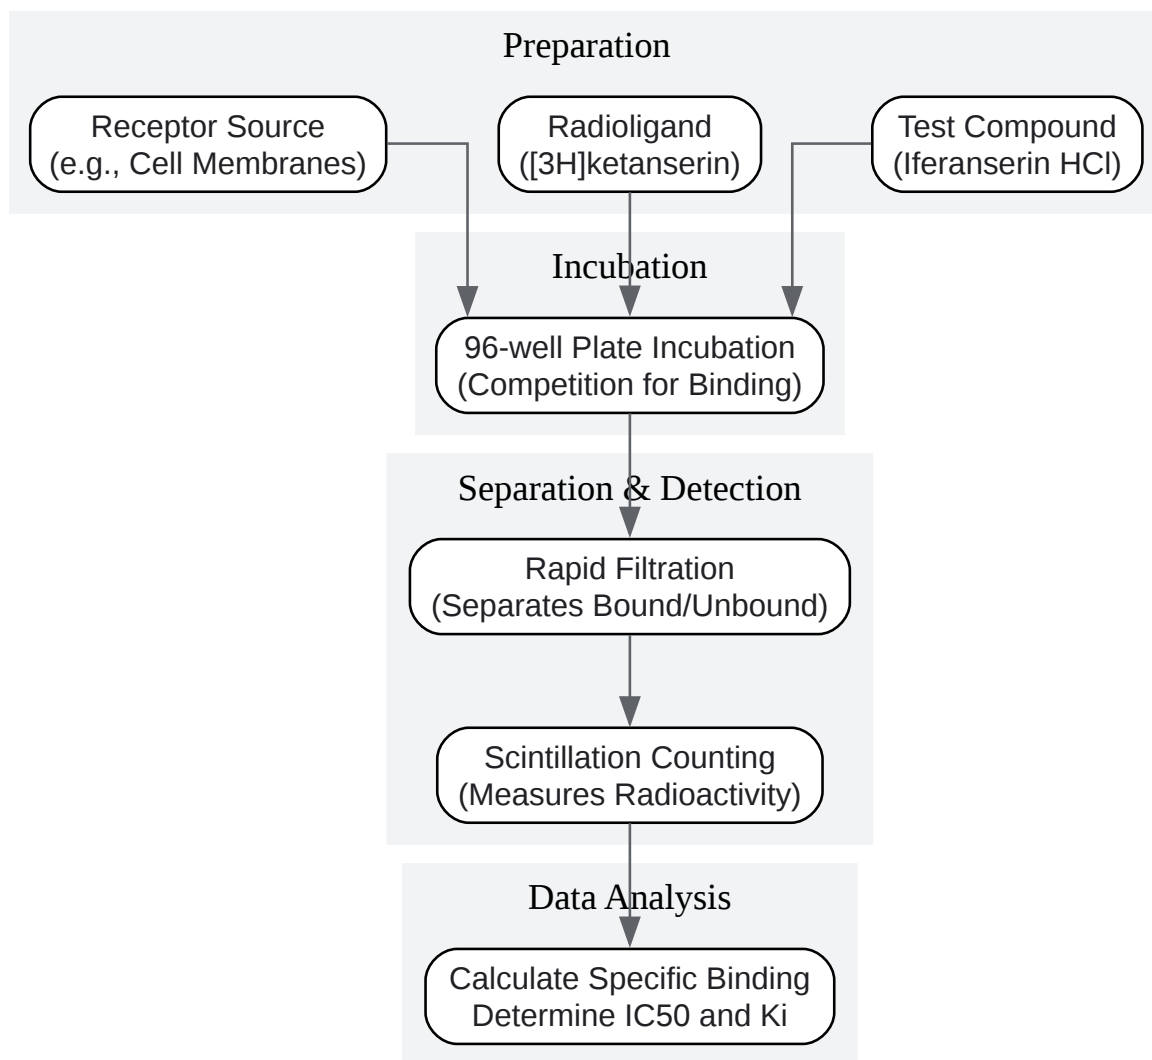 Preparation
Receptor Source
(e.g., Cell Membranes)
Radioligand
([3H]ketanserin)
Test Compound
(Iferanserin HCl)
Incubation
96-well Plate Incubation
(Competition for Binding)
Separation & Detection
Rapid Filtration
(Separates Bound/Unbound)
Scintillation Counting
(Measures Radioactivity)
Data Analysis
Calculate Specific Binding
Determine IC50 and Ki